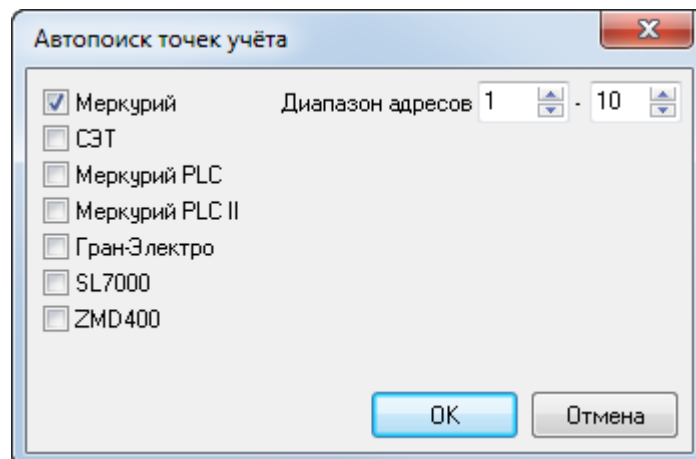 Автопоиск точек учёта
Меркурий Диапазон адресов 1 - 10
СЭТ
Меркурий PLC
Меркурий PLC II
Гран-Электро
SL7000
ZMD400
OK Отмена